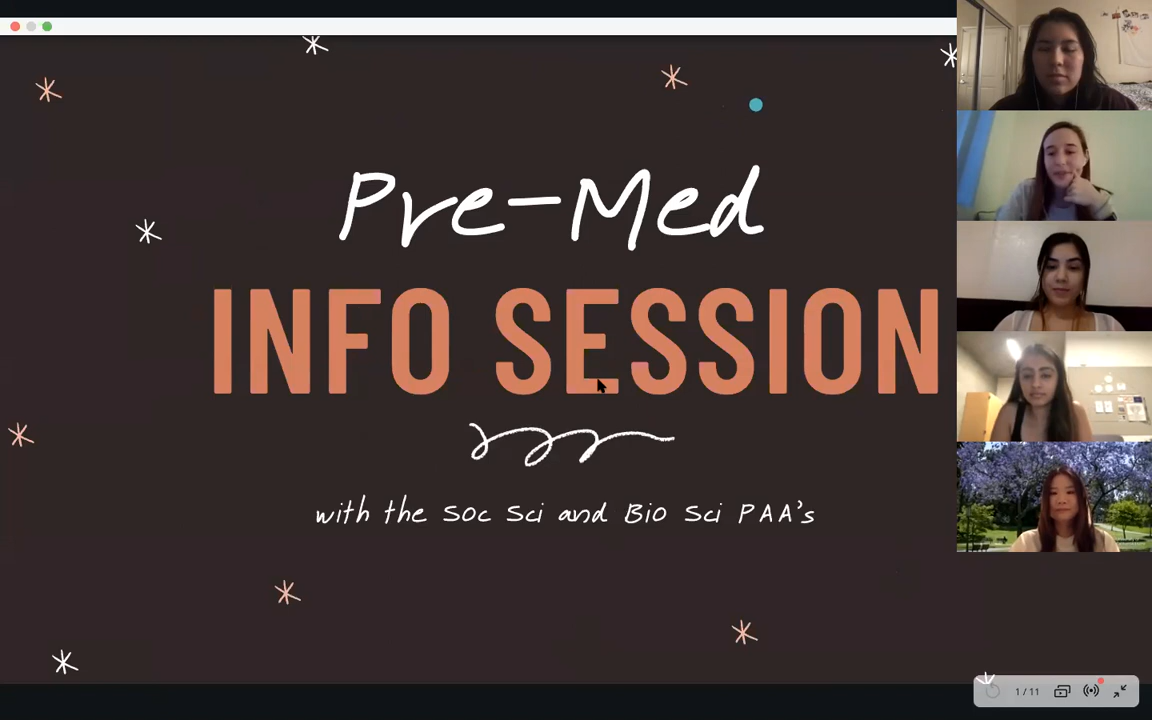 Pre-Med
INFO SESSION
with the Soc Sci and Bio Sci PAA's
1 / 11